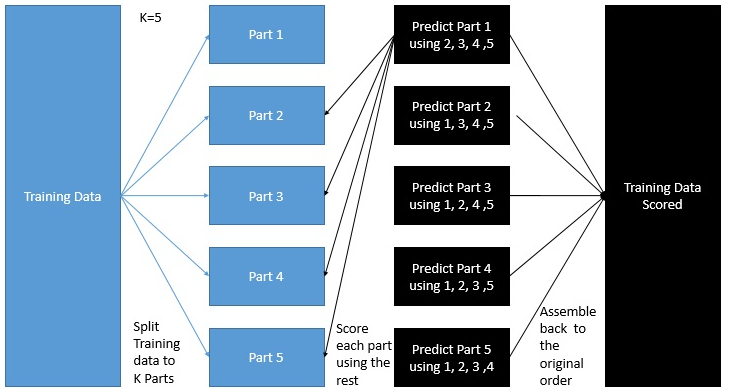 K=5
Training Data
Split
Training
data to
K Parts
Part 1
Part 2
Part 3
Part 4
Part 5
Score
each part
using the
rest
Predict Part 1
using 2, 3, 4 ,5
Predict Part 2
using 1, 3, 4 ,5
Predict Part 3
using 1, 2, 4 ,5
Predict Part 4
using 1, 2, 3 ,5
Predict Part 5
using 1, 2, 3 ,4
Assemble
back to
the
original
order
Training Data
Scored